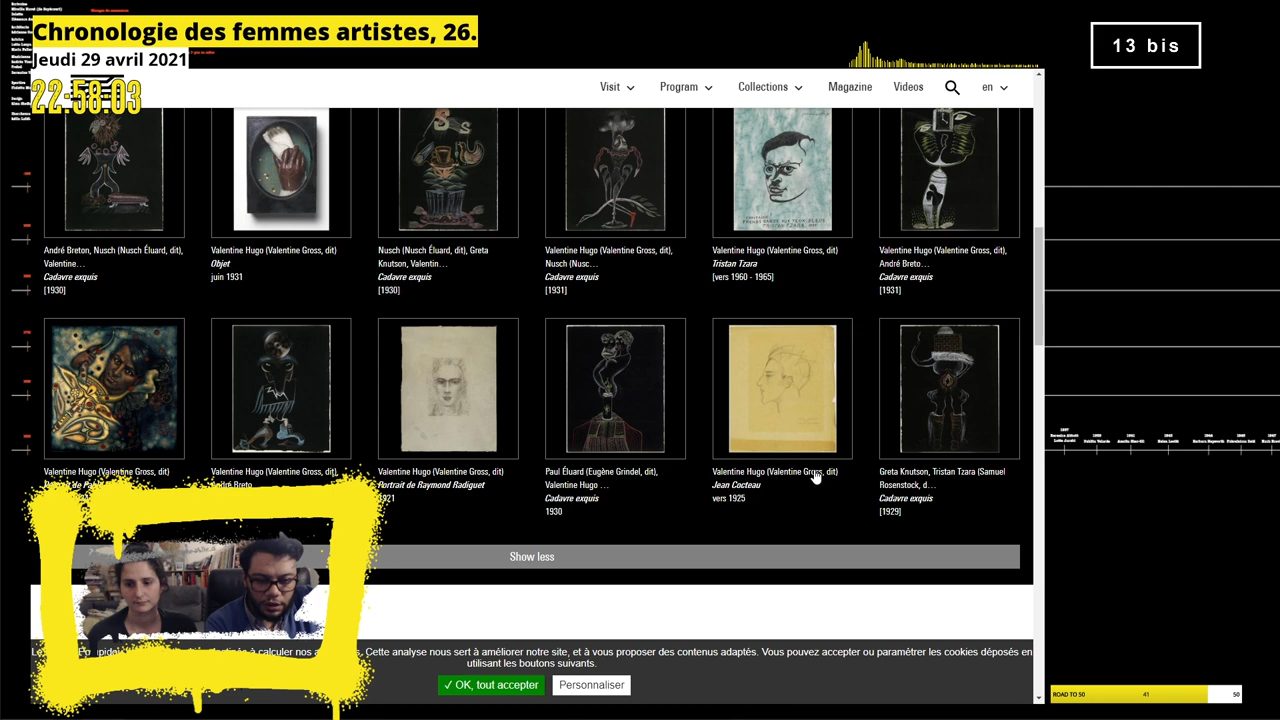 Chronologie des femmes artistes, 26.
Jeudi 29 avril 2021
22:58:03
13 bis
Visit
Program
Collections
Magazine
Videos
en
André Breton, Nusch (Nusch Éluard, dit),
Valentine…
Cadavre exquis
[1930]
Valentine Hugo (Valentine Gross, dit)
Objet
juin 1931
Nusch (Nusch Éluard, dit), Greta
Knutson, Valentin…
Cadavre exquis
[1930]
Valentine Hugo (Valentine Gross, dit),
Nusch (Nusc…
Cadavre exquis
[1931]
Valentine Hugo (Valentine Gross, dit)
Tristan Tzara
[vers 1960 - 1965]
Valentine Hugo (Valentine Gross, dit),
André Breto…
Cadavre exquis
[1931]
Valentine Hugo (Valentine Gross, dit)
Valentine Hugo (Valentine Gross, dit),
André Breto
Valentine Hugo (Valentine Gross, dit)
Portrait de Raymond Radiguet
1921
Paul Éluard (Eugène Grindel, dit),
Valentine Hugo …
Cadavre exquis
1930
Valentine Hugo (Valentine Gross, dit)
Jean Cocteau
vers 1925
Greta Knutson, Tristan Tzara (Samuel
Rosenstock, d…
Cadavre exquis
[1929]
Show less
à calculer nos Cette analyse nous sert à améliorer notre site, et à vous proposer des contenus adaptés. Vous pouvez accepter ou paramétrer les cookies déposés en
utilisant les boutons suivants.
✓ OK, tout accepter
Personnaliser
ROAD TO 50
41
50